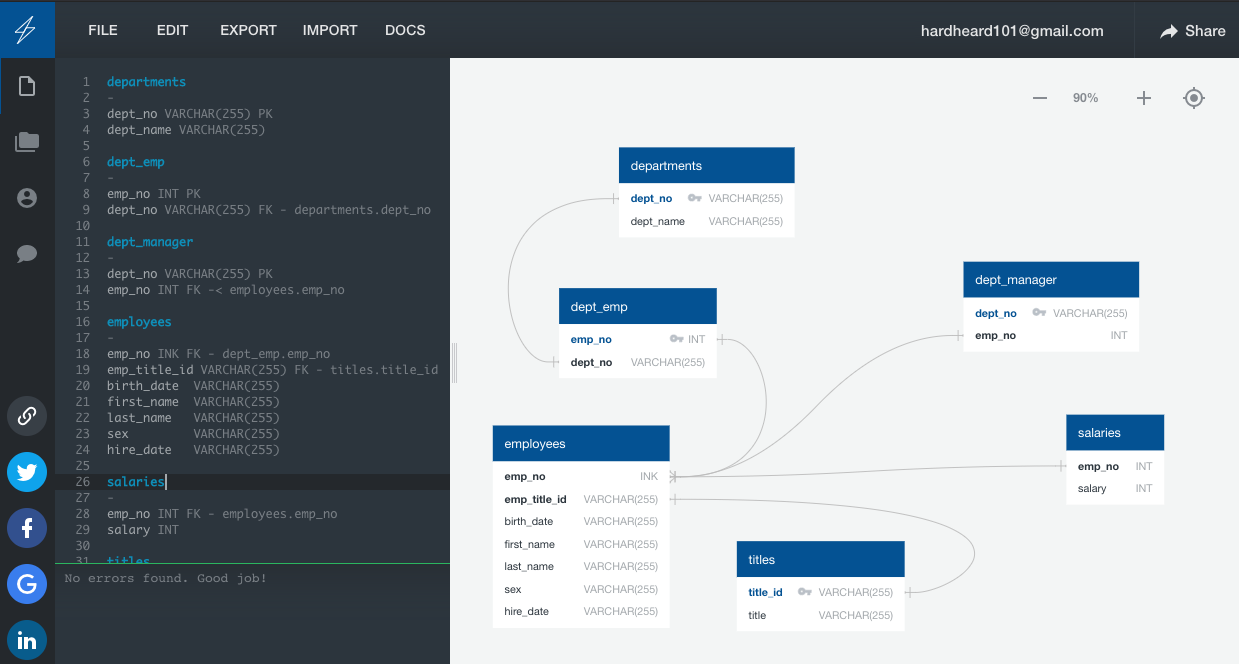 FILE EDIT EXPORT IMPORT DOCS hardheard101@gmail.com Share
1 departments
2 -
3 dept_no VARCHAR(255) PK
4 dept_name VARCHAR(255)
5
6 dept_emp
7 -
8 emp_no INT PK
9 dept_no VARCHAR(255) FK - departments.dept_no
10
11 dept_manager
12 -
13 dept_no VARCHAR(255) PK
14 emp_no INT FK -< employees.emp_no
15
16 employees
17 -
18 emp_no INK FK - dept_emp.emp_no
19 emp_title_id VARCHAR(255) FK - titles.title_id
20 birth_date VARCHAR(255)
21 first_name VARCHAR(255)
22 last_name VARCHAR(255)
23 sex VARCHAR(255)
24 hire_date VARCHAR(255)
25
26 salaries
27 -
28 emp_no INT FK - employees.emp_no
29 salary INT
30
31 titles
No errors found. Good job!
90%
departments
dept_no VARCHAR(255)
dept_name VARCHAR(255)
dept_manager
dept_no VARCHAR(255)
emp_no INT
dept_emp
emp_no INT
dept_no VARCHAR(255)
employees
emp_no INK
emp_title_id VARCHAR(255)
birth_date VARCHAR(255)
first_name VARCHAR(255)
last_name VARCHAR(255)
sex VARCHAR(255)
hire_date VARCHAR(255)
salaries
emp_no INT
salary INT
titles
title_id VARCHAR(255)
title VARCHAR(255)
f
G
in